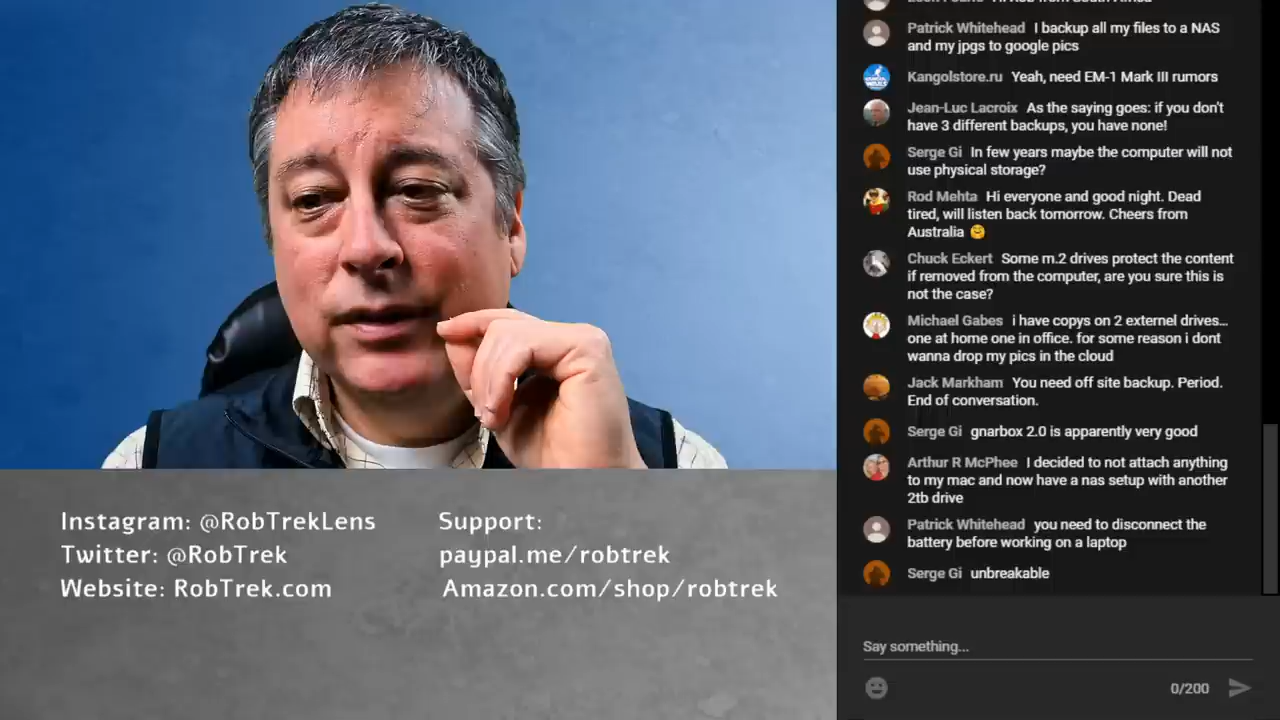 Instagram: @RobTrekLens
Twitter: @RobTrek
Website: RobTrek.com
Support:
paypal.me/robtrek
Amazon.com/shop/robtrek
Patrick Whitehead I backup all my files to a NAS
and my jpgs to google pics
Kangolstore.ru Yeah, need EM-1 Mark III rumors
Jean-Luc Lacroix As the saying goes: if you don't
have 3 different backups, you have none!
Serge Gi In few years maybe the computer will not
use physical storage?
Rod Mehta Hi everyone and good night. Dead
tired, will listen back tomorrow. Cheers from
Australia
Chuck Eckert Some m.2 drives protect the content
if removed from the computer, are you sure this is
not the case?
Michael Gabes i have copys on 2 externel drives...
one at home one in office. for some reason i dont
wanna drop my pics in the cloud
Jack Markham You need off site backup. Period.
End of conversation.
Serge Gi gnarbox 2.0 is apparently very good
Arthur R McPhee I decided to not attach anything
to my mac and now have a nas setup with another
2tb drive
Patrick Whitehead you need to disconnect the
battery before working on a laptop
Serge Gi unbreakable
Say something...
0/200